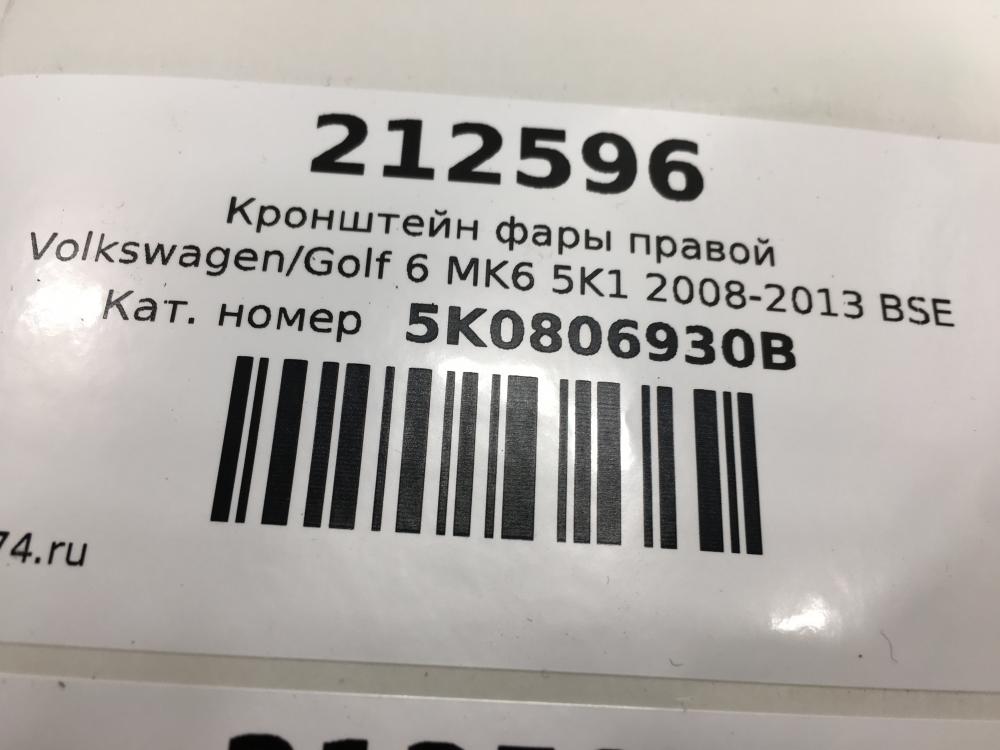 212596
Кронштейн фары правой
Volkswagen/Golf 6 MK6 5K1 2008-2013 BSE
Кат. номер 5K0806930B
74.ru